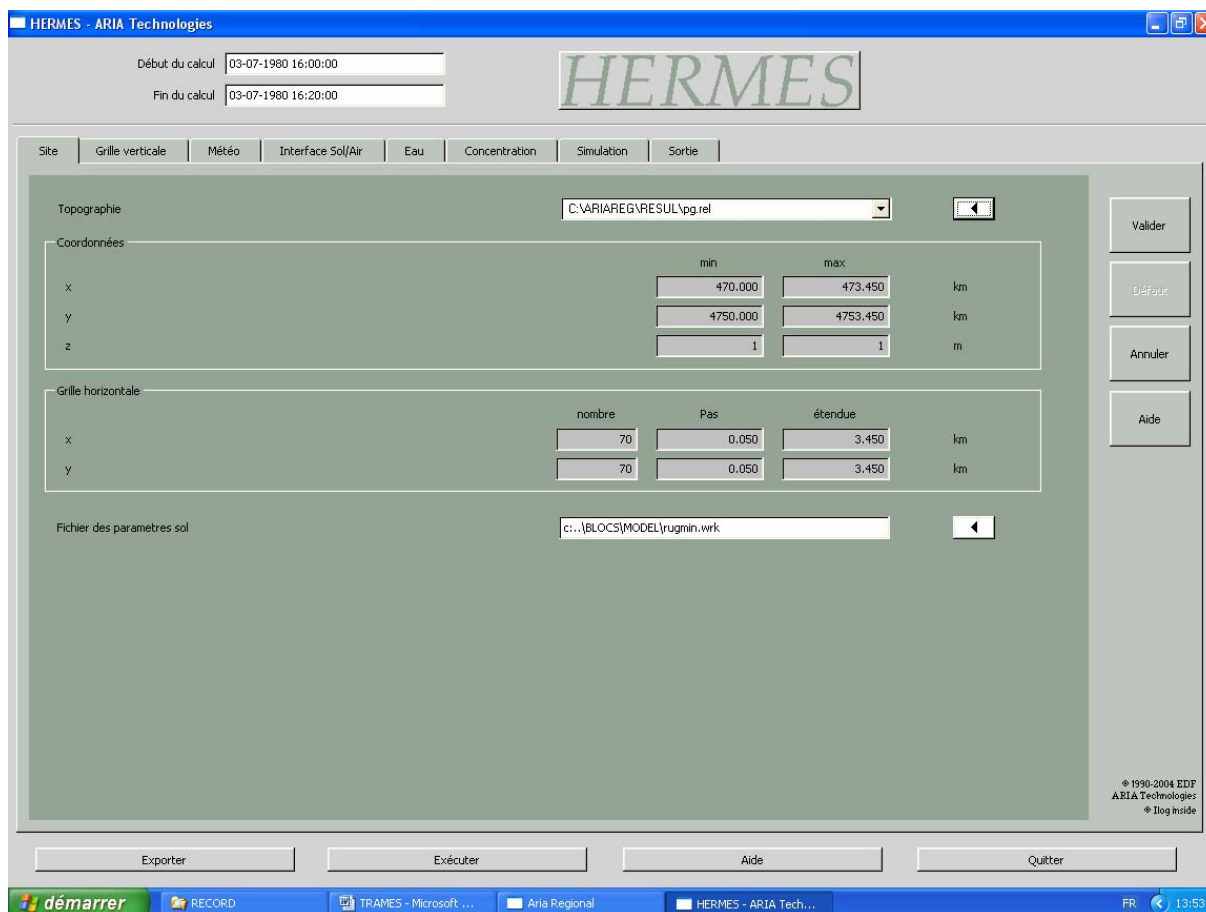 HERMES - ARIA Technologies
Début du calcul 03-07-1980 16:00:00
Fin du calcul 03-07-1980 16:20:00
HERMES
Site Grille verticale Météo Interface Sol/Air Eau Concentration Simulation Sortie
Topographie C:\ARIAREG\RESUL\pg.rel
Coordonnées
min max
x 470.000 473.450 km
y 4750.000 4753.450 km
z 1 1 m
Grille horizontale
nombre Pas étendue
x 70 0.050 3.450 km
y 70 0.050 3.450 km
Fichier des parametres sol c:..\BLOCS\MODEL\rugmin.wrk
Valider
Défaut
Annuler
Aide
© 1990-2004 EDF
ARIA Technologies
© Ilog inside
Exporter Exécuter Aide Quitter
démarrer RECORD TRAMES - Microsoft ... Aria Regional HERMES - ARIA Tech... FR 13:53